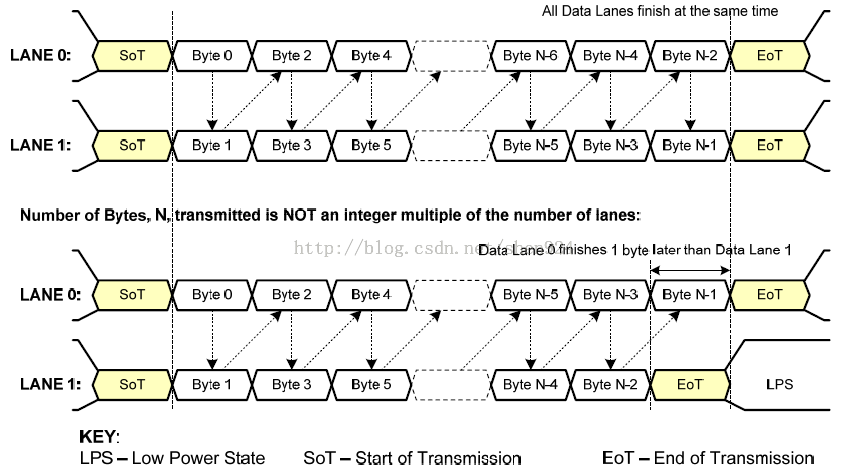 All Data Lanes finish at the same time
LANE 0: SoT Byte 0 Byte 2 Byte 4 Byte N-6 Byte N-4 Byte N-2 EoT
LANE 1: SoT Byte 1 Byte 3 Byte 5 Byte N-5 Byte N-3 Byte N-1 EoT
Number of Bytes, N, transmitted is NOT an integer multiple of the number of lanes:
http://blog.csdn.net/
Data Lane 0 finishes 1 byte later than Data Lane 1
LANE 0: SoT Byte 0 Byte 2 Byte 4 Byte N-5 Byte N-3 Byte N-1 EoT
LANE 1: SoT Byte 1 Byte 3 Byte 5 Byte N-4 Byte N-2 EoT LPS
KEY:
LPS – Low Power State SoT – Start of Transmission EoT – End of Transmission